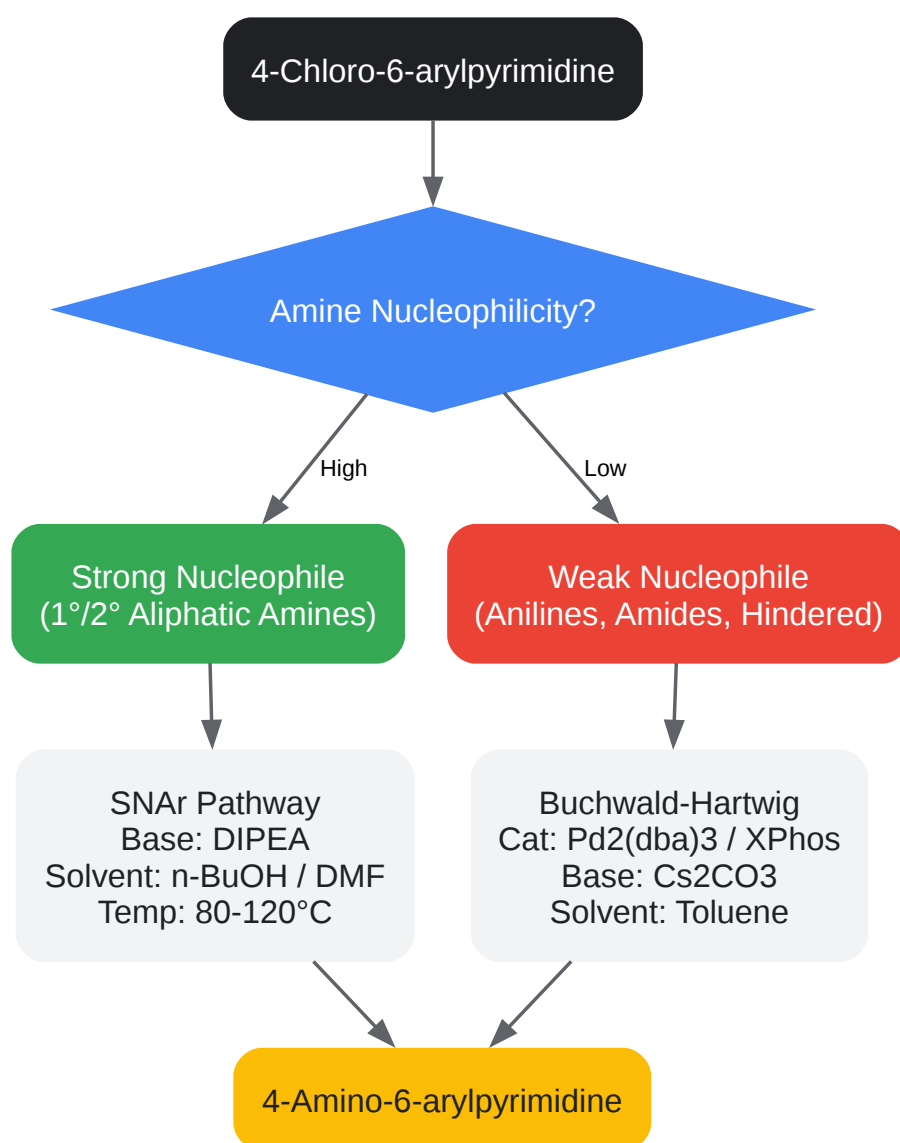 4-Chloro-6-arylpyrimidine
Amine Nucleophilicity?
High
Low
Strong Nucleophile
(1°/2° Aliphatic Amines)
Weak Nucleophile
(Anilines, Amides, Hindered)
SNAr Pathway
Base: DIPEA
Solvent: n-BuOH / DMF
Temp: 80-120°C
Buchwald-Hartwig
Cat: Pd2(dba)3 / XPhos
Base: Cs2CO3
Solvent: Toluene
4-Amino-6-arylpyrimidine